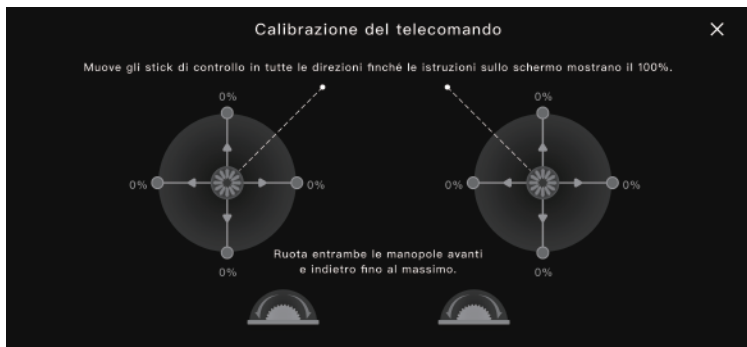 Calibrazione del telecomando
Muove gli stick di controllo in tutte le direzioni finché le istruzioni sullo schermo mostrano il 100%.
0%
0%
0%
0%
0%
0%
Ruota entrambe le manopole avanti
e indietro fino al massimo.
0%
0%